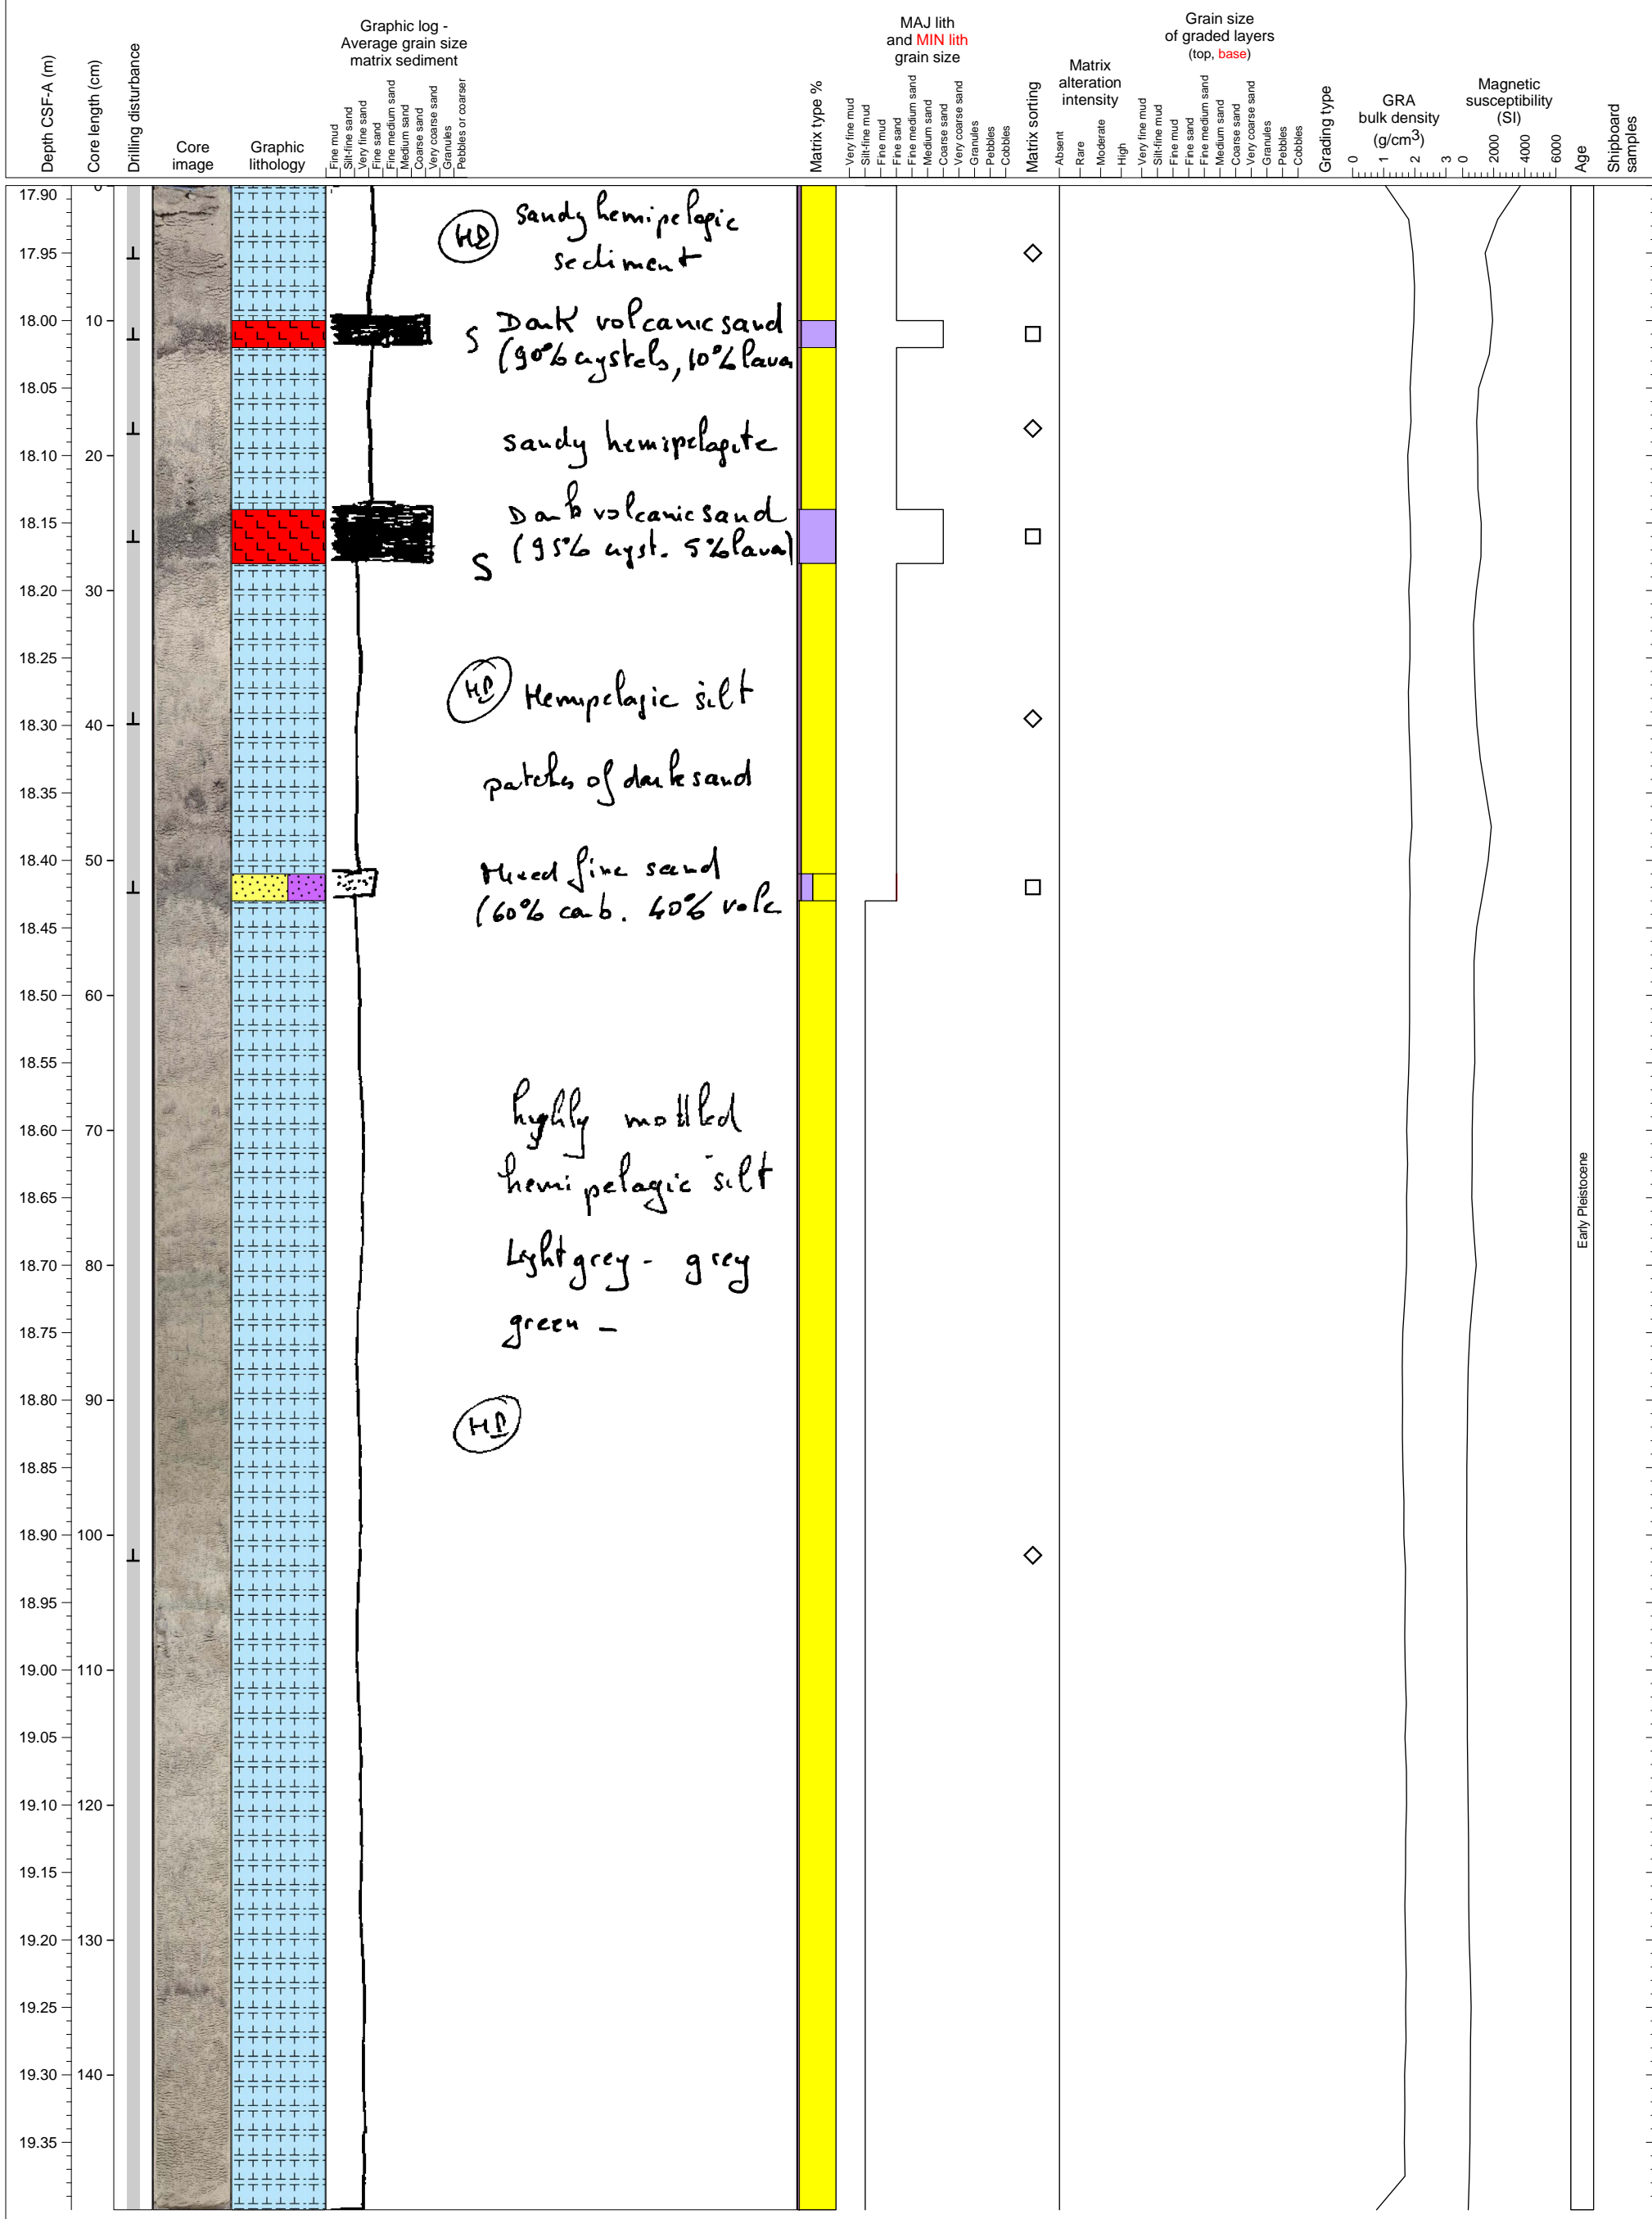 Depth CSF-A (m)
Core length (cm)
Drilling disturbance
Core
image
Graphic
lithology
Graphic log -
Average grain size
matrix sediment
Fine mud
Silt-fine sand
Very fine sand
Fine sand
Fine medium sand
Medium sand
Coarse sand
Very coarse sand
Granules
Pebbles or coarser
Matrix type %
MAJ lith
and MIN lith
grain size
Very fine mud
Silt-fine mud
Fine mud
Fine sand
Fine medium sand
Medium sand
Coarse sand
Very coarse sand
Granules
Pebbles
Cobbles
Matrix sorting
Matrix
alteration
intensity
Absent
Rare
Moderate
High
Grain size
of graded layers
(top, base)
Very fine mud
Silt-fine mud
Fine mud
Fine sand
Fine medium sand
Medium sand
Coarse sand
Very coarse sand
Granules
Pebbles
Cobbles
Grading type
GRA
bulk density
(g/cm3)
0 1 2 3
Magnetic
susceptibility
(SI)
0 2000 4000 6000
Age
Shipboard
samples
17.90
17.95
18.00
18.05
18.10
18.15
18.20
18.25
18.30
18.35
18.40
18.45
18.50
18.55
18.60
18.65
18.70
18.75
18.80
18.85
18.90
18.95
19.00
19.05
19.10
19.15
19.20
19.25
19.30
19.35
0
10
20
30
40
50
60
70
80
90
100
110
120
130
140
HP
Sandy hemipelagic
sediment
S
Dark volcanic sand
(90% crystals, 10% lava
sandy hemipelagite
Dark volcanic sand
S
(95% cryst. 5% lava)
HP
Hemipelagic silt
patches of dark sand
Mixed fine sand
(60% carb. 40% volc
highly mottled
hemipelagic silt
Light grey - grey
green -
HP
Early Pleistocene